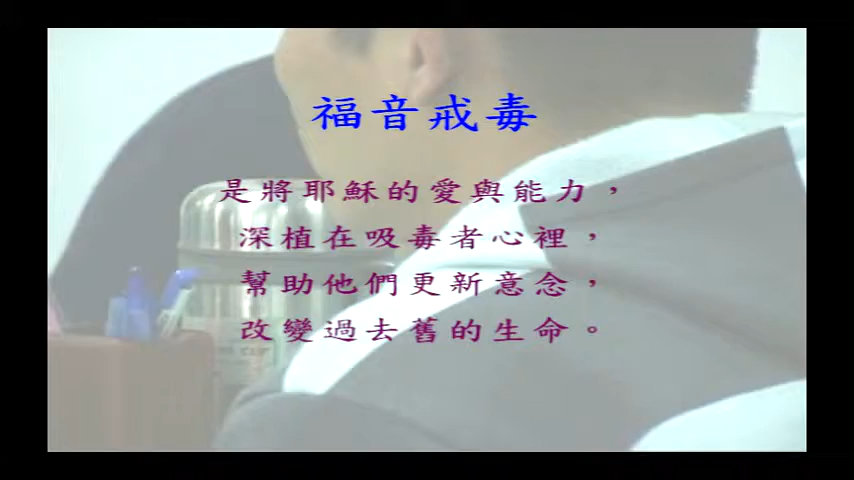 福音戒毒
是將耶穌的愛與能力，
深植在吸毒者心裡，
幫助他們更新意念，
改變過去舊的生命。